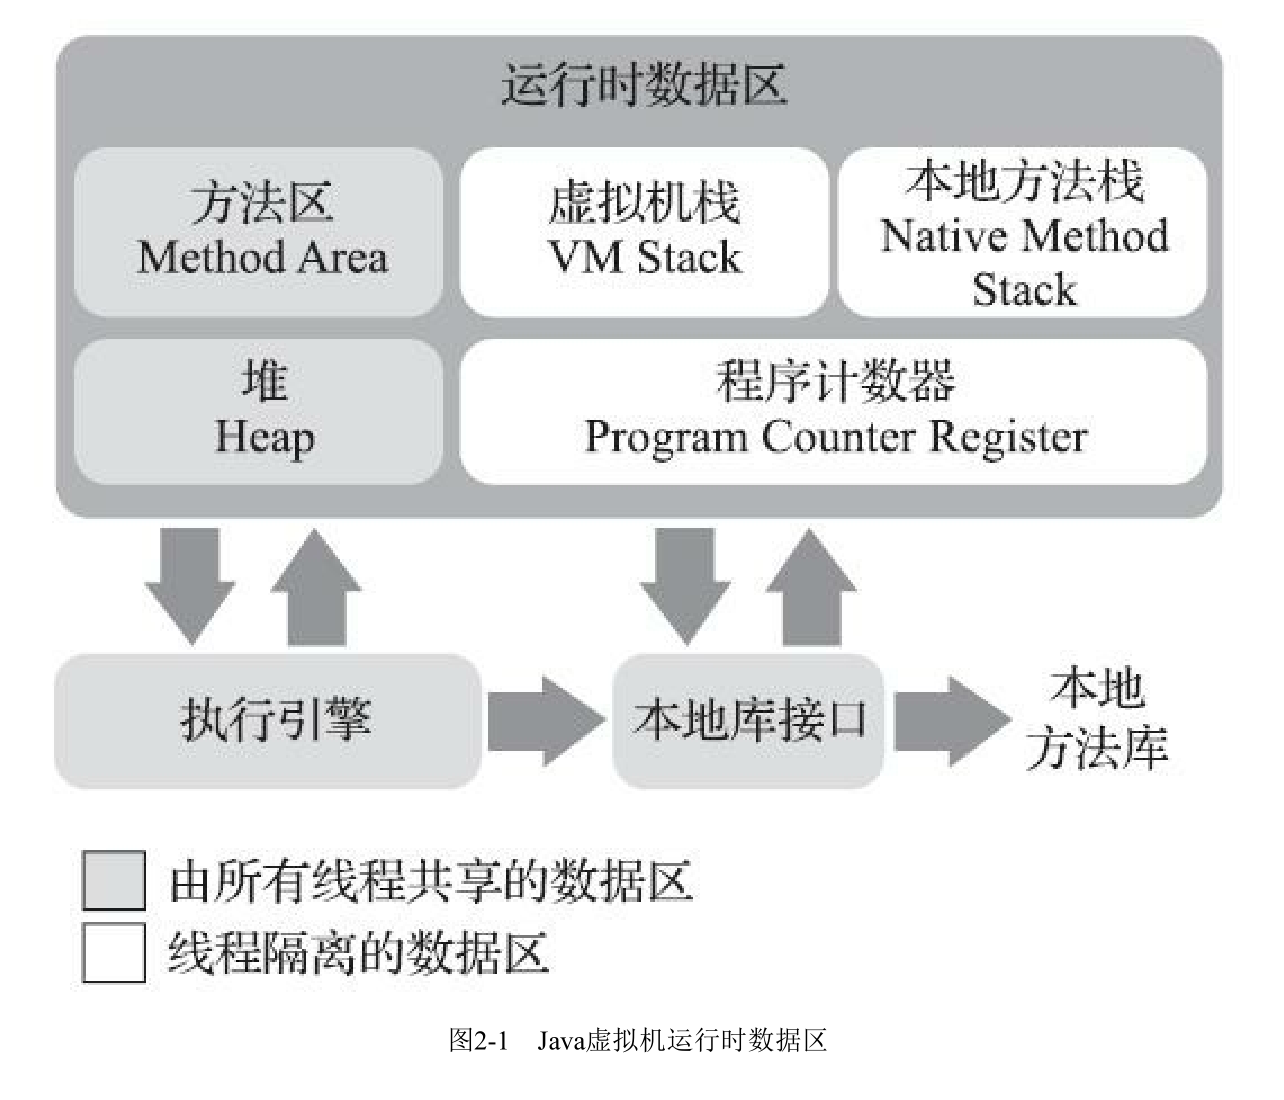 运行时数据区
方法区
Method Area
虚拟机栈
VM Stack
本地方法栈
Native Method
Stack
堆
Heap
程序计数器
Program Counter Register
执行引擎
本地库接口
本地
方法库
由所有线程共享的数据区
线程隔离的数据区
图2-1 Java虚拟机运行时数据区